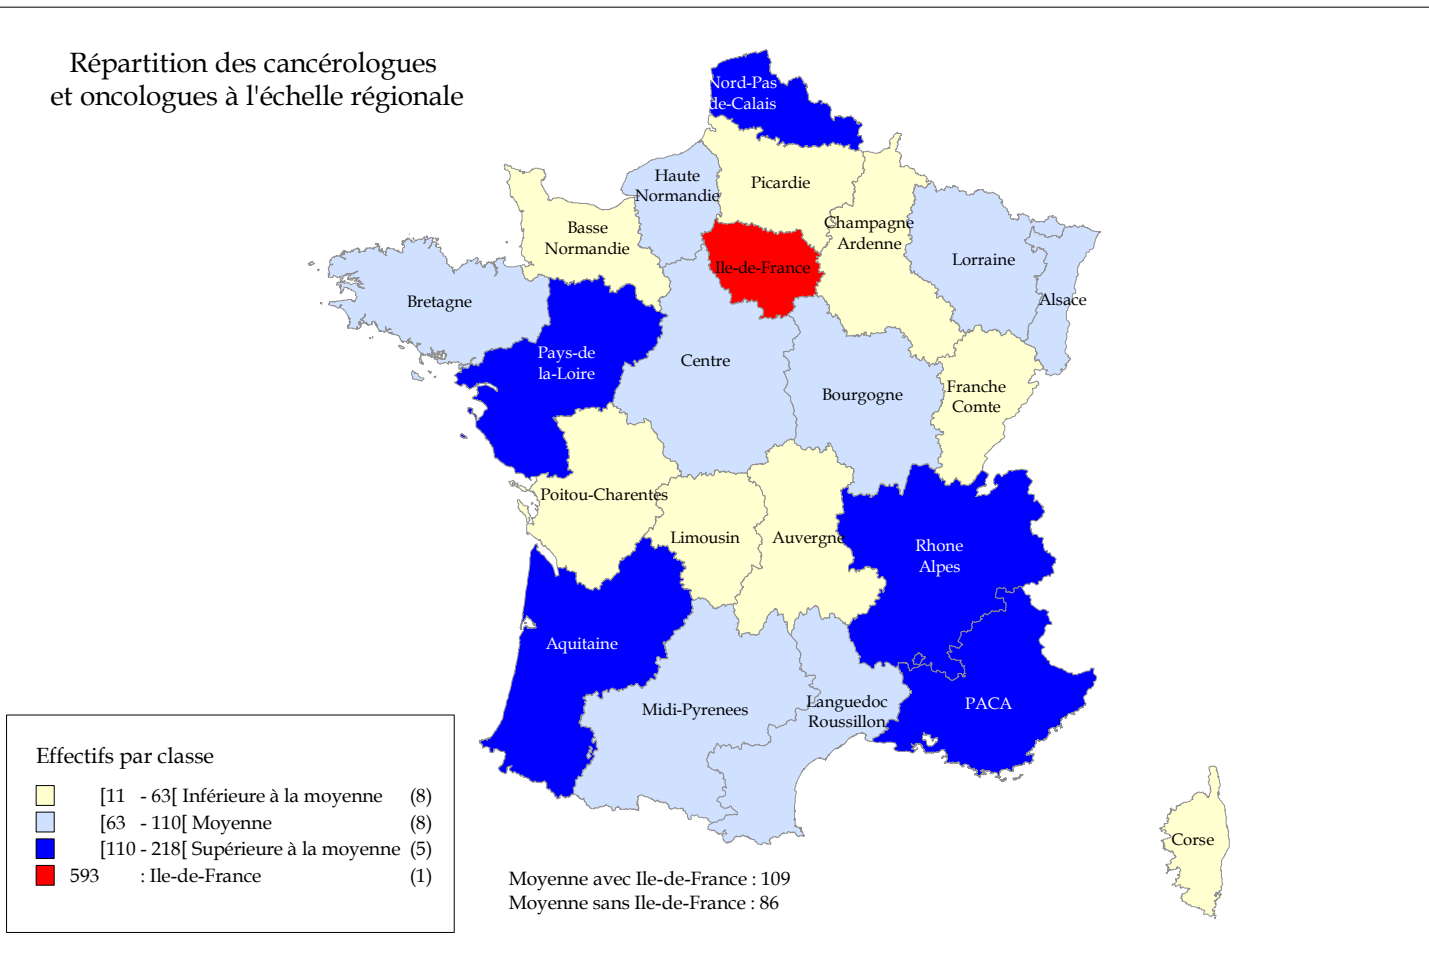 Répartition des cancérologues
et oncologues à l'échelle régionale
Nord-Pas
de-Calais
Haute
Normandie
Picardie
Basse
Normandie
Champagne
Ardenne
Ile-de-France
Lorraine
Alsace
Bretagne
Pays-de
la-Loire
Centre
Bourgogne
Franche
Comte
Poitou-Charentes
Limousin
Auvergne
Rhone
Alpes
Aquitaine
Midi-Pyrenees
Languedoc
Roussillon
PACA
Corse
Effectifs par classe
[11 - 63[ Inférieure à la moyenne (8)
[63 - 110[ Moyenne (8)
[110 - 218[ Supérieure à la moyenne (5)
593 : Ile-de-France (1)
Moyenne avec Ile-de-France : 109
Moyenne sans Ile-de-France : 86